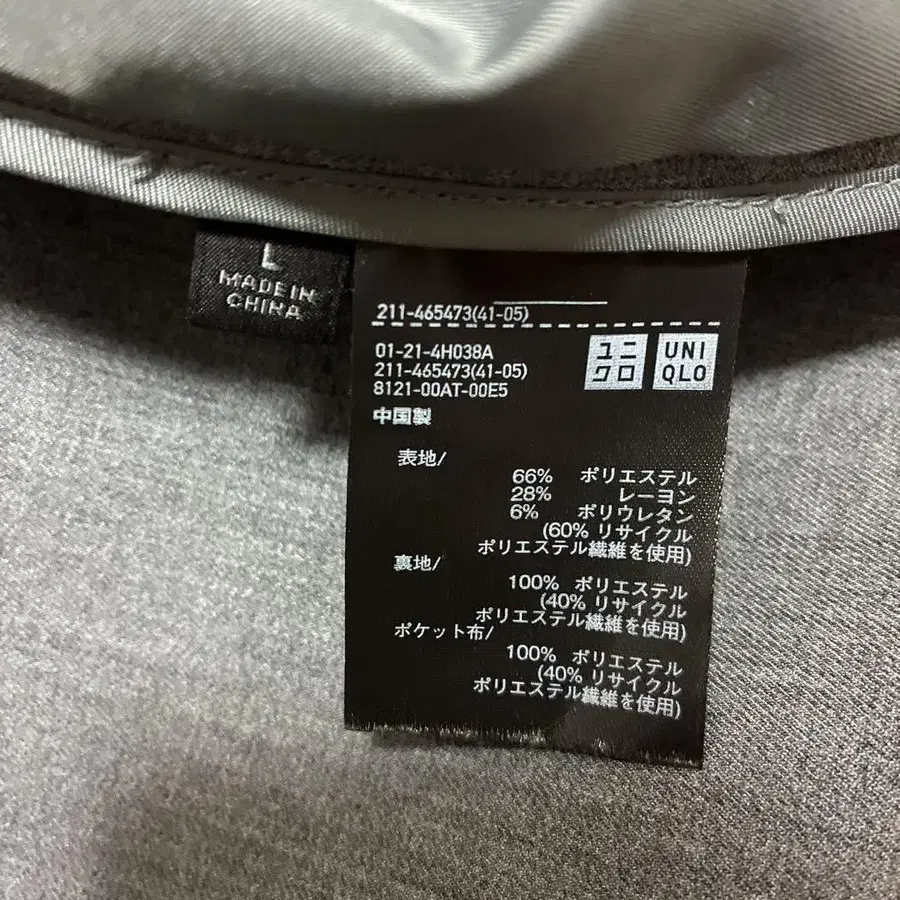 L
MADE IN
CHINA
211-465473(41-05)
01-21-4H038A
211-465473(41-05)
8121-00AT-00E5
中国製
ユニ
クロ
UNI
QLO
表地/
66% ポリエステル
28% レーヨン
6% ポリウレタン
(60% リサイクル
ポリエステル繊維を使用)
裏地/
100% ポリエステル
(40% リサイクル
ポリエステル繊維を使用)
ポケット布/
100% ポリエステル
(40% リサイクル
ポリエステル繊維を使用)